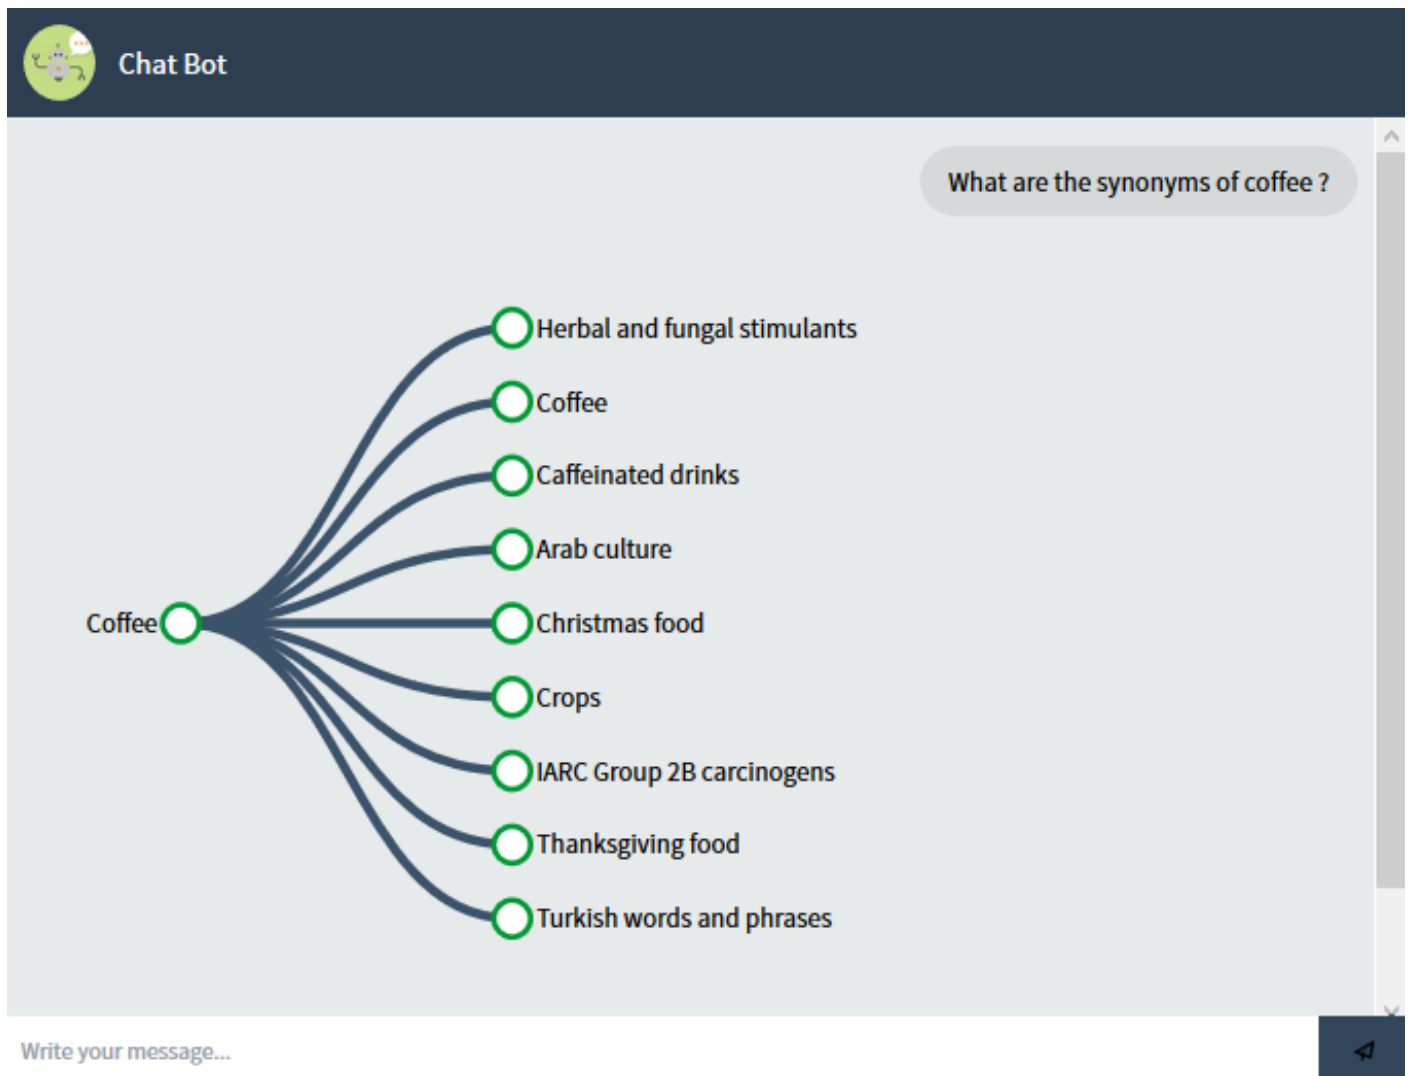 Chat Bot
What are the synonyms of coffee ?
Herbal and fungal stimulants
Coffee
Caffeinated drinks
Arab culture
Coffee
Christmas food
Crops
IARC Group 2B carcinogens
Thanksgiving food
Turkish words and phrases
Write your message...